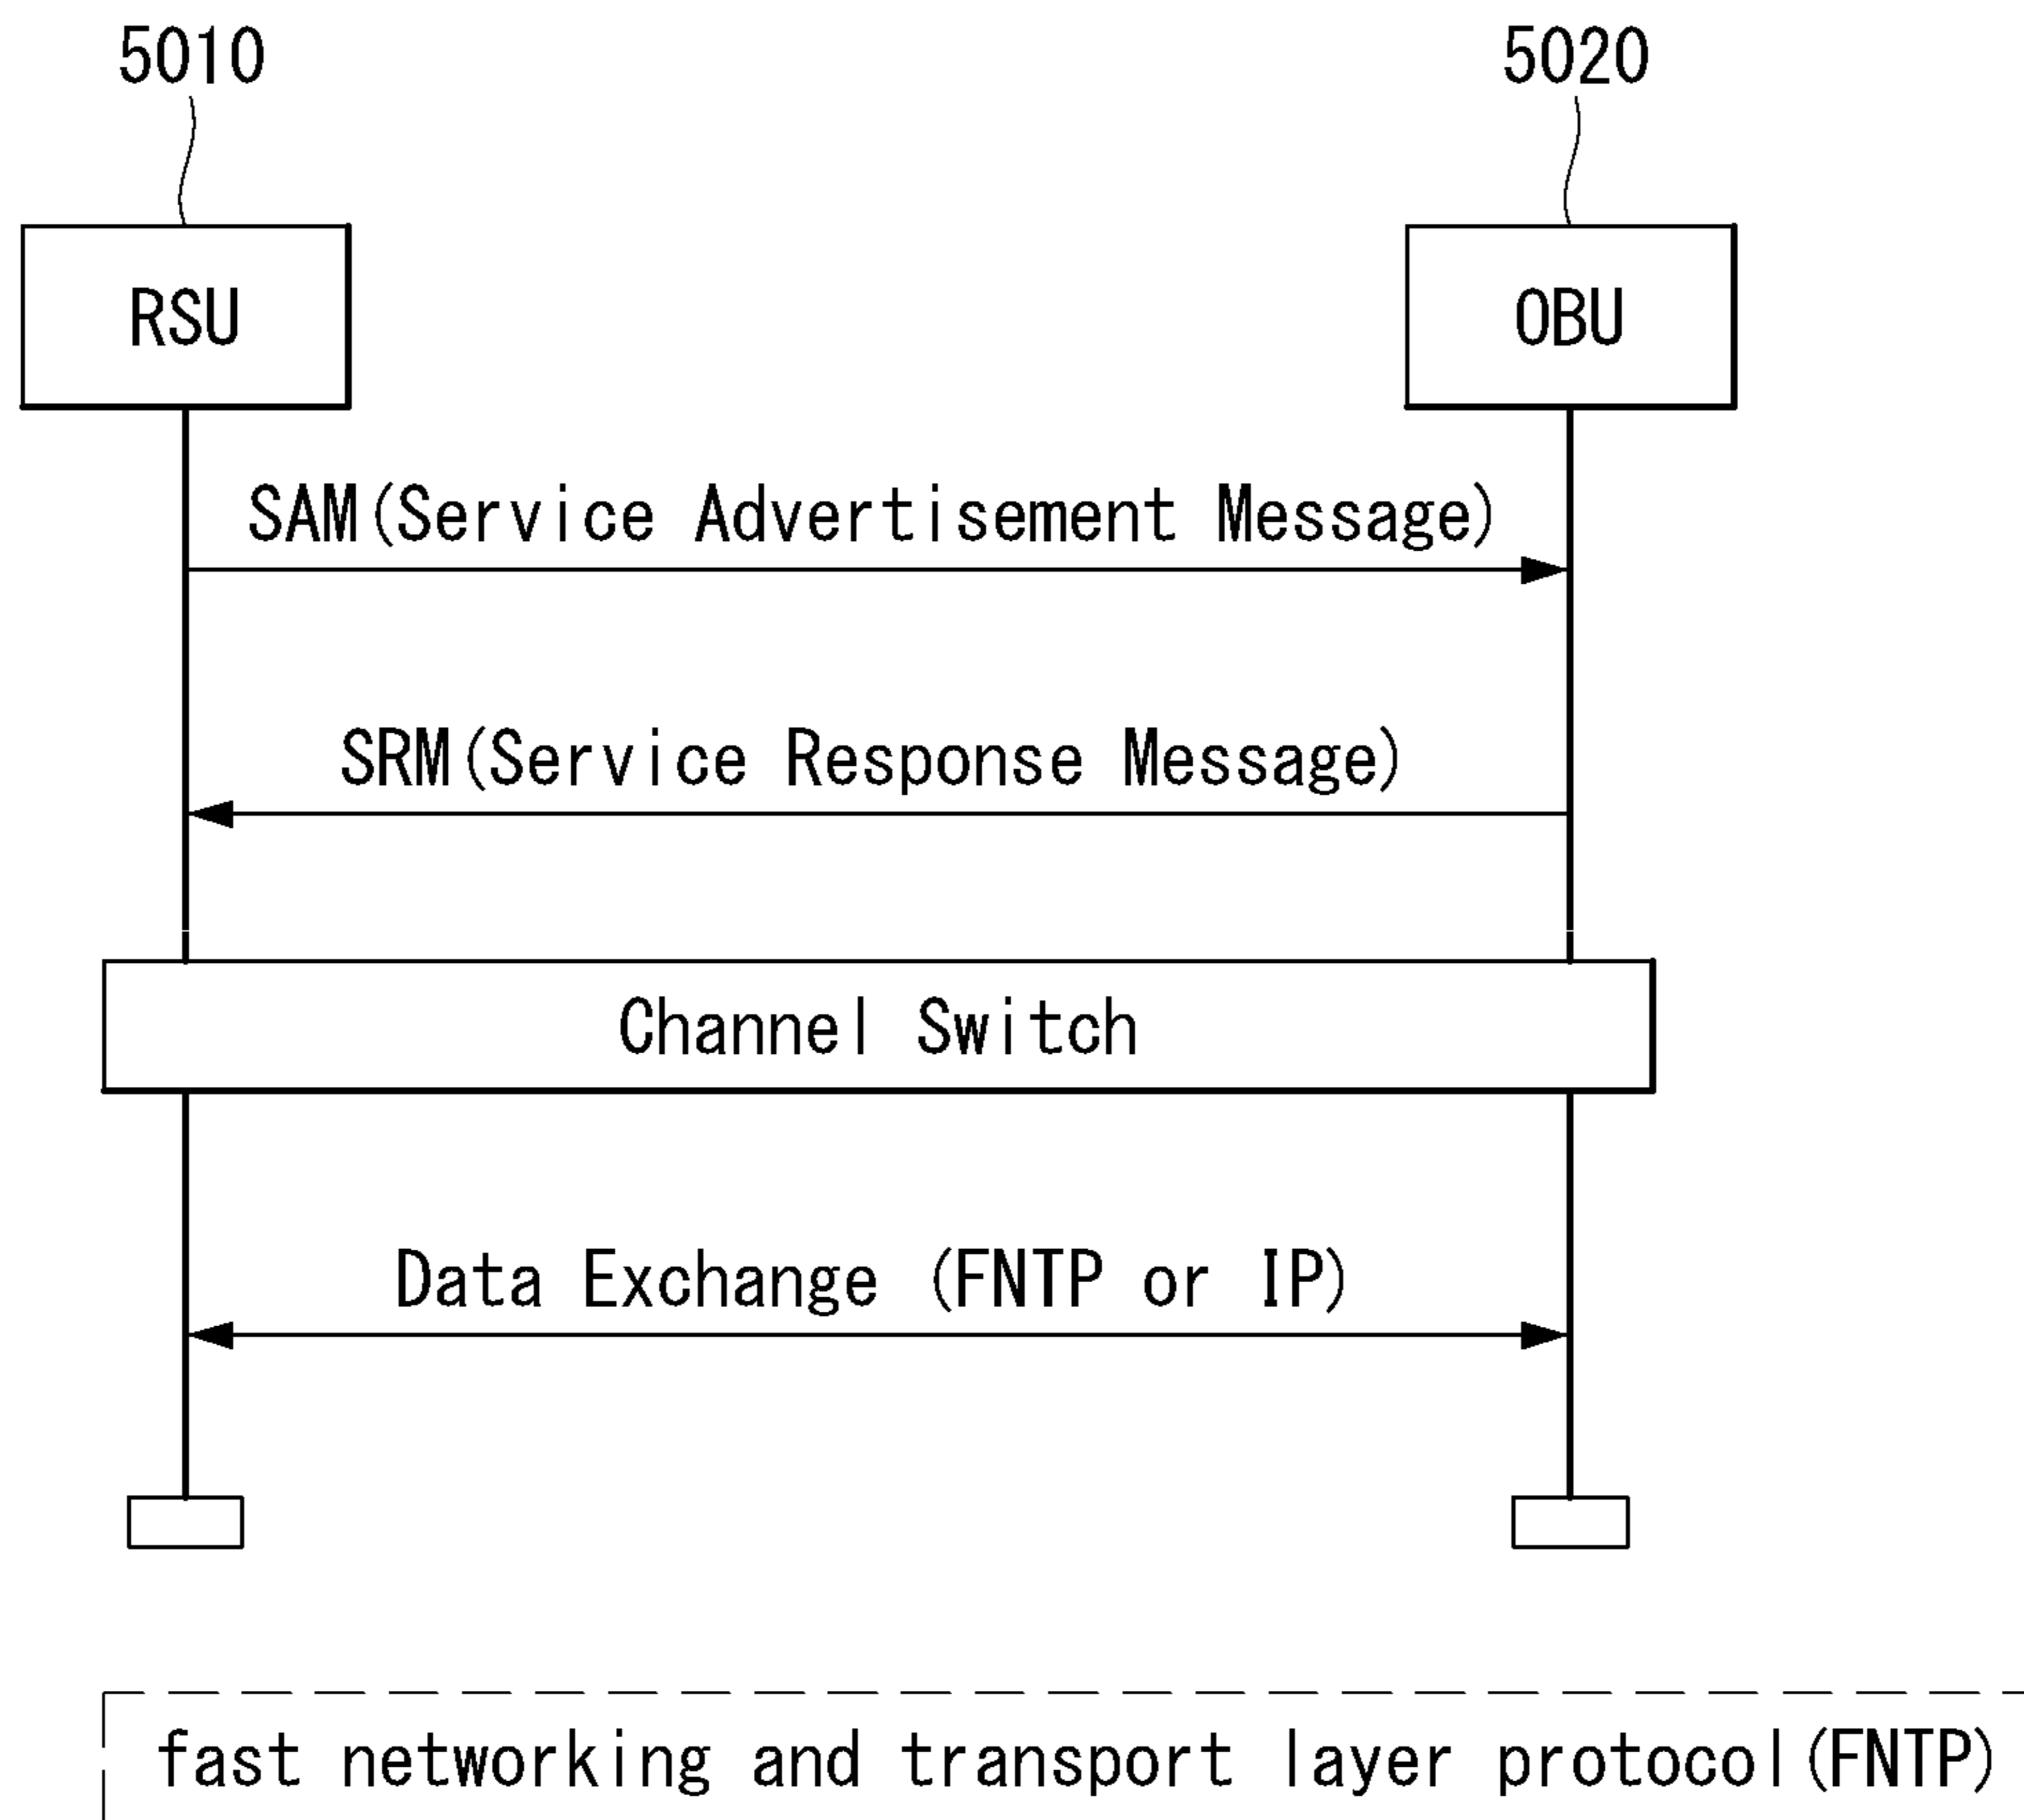 5010 5020
RSU OBU
SAM(Service Advertisement Message)
SRM(Service Response Message)
Channel Switch
Data Exchange (FNTP or IP)
fast networking and transport layer protocol(FNTP)